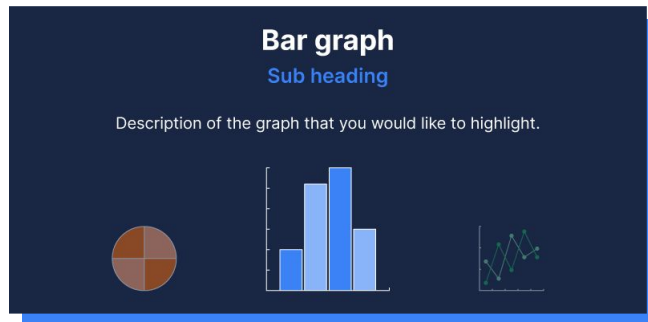 Bar graph
Sub heading
Description of the graph that you would like to highlight.